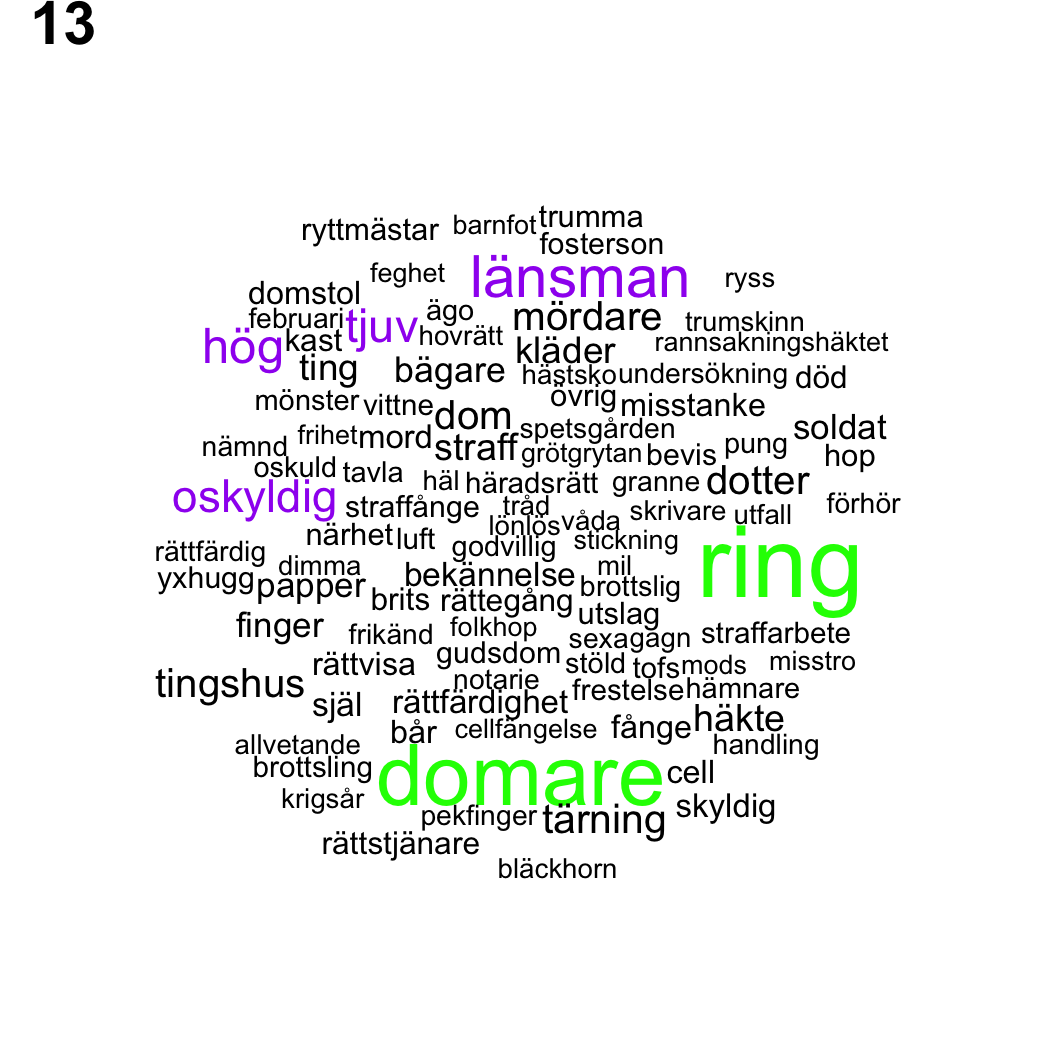 13
ryttmästar barnfot trumma
fosterson
feghet länsman ryss
domstol
februari tjuv ägo mördare trumskinn
hög kast hovrätt kläder rannsakningshäktet
ting bägare hästsko undersökning död
mönster vittne övrig misstanke
dom spetsgården soldat
nämnd frihet mord straff grötgrytan bevis pung hop
oskuld tavla häl häradsrätt granne dotter
oskyldig straffånge tråd skrivare utfall förhör
lönlös våda
närhet luft godvillig stickning ring
rättfärdig dimma mil
yxhugg papper bekännelse brottslig
brits rättegång utslag
finger frikänd folkhop sexagagn straffarbete
rättvisa gudsdom stöld tofs mods misstro
tingshus notarie frestelse hämnare
själ rättfärdighet
bår cellfängelse fånge häkte
allvetande handling
brottsling domare cell
krigsår skyldig
pekfinger tärning
rättstjänare
bläckhorn